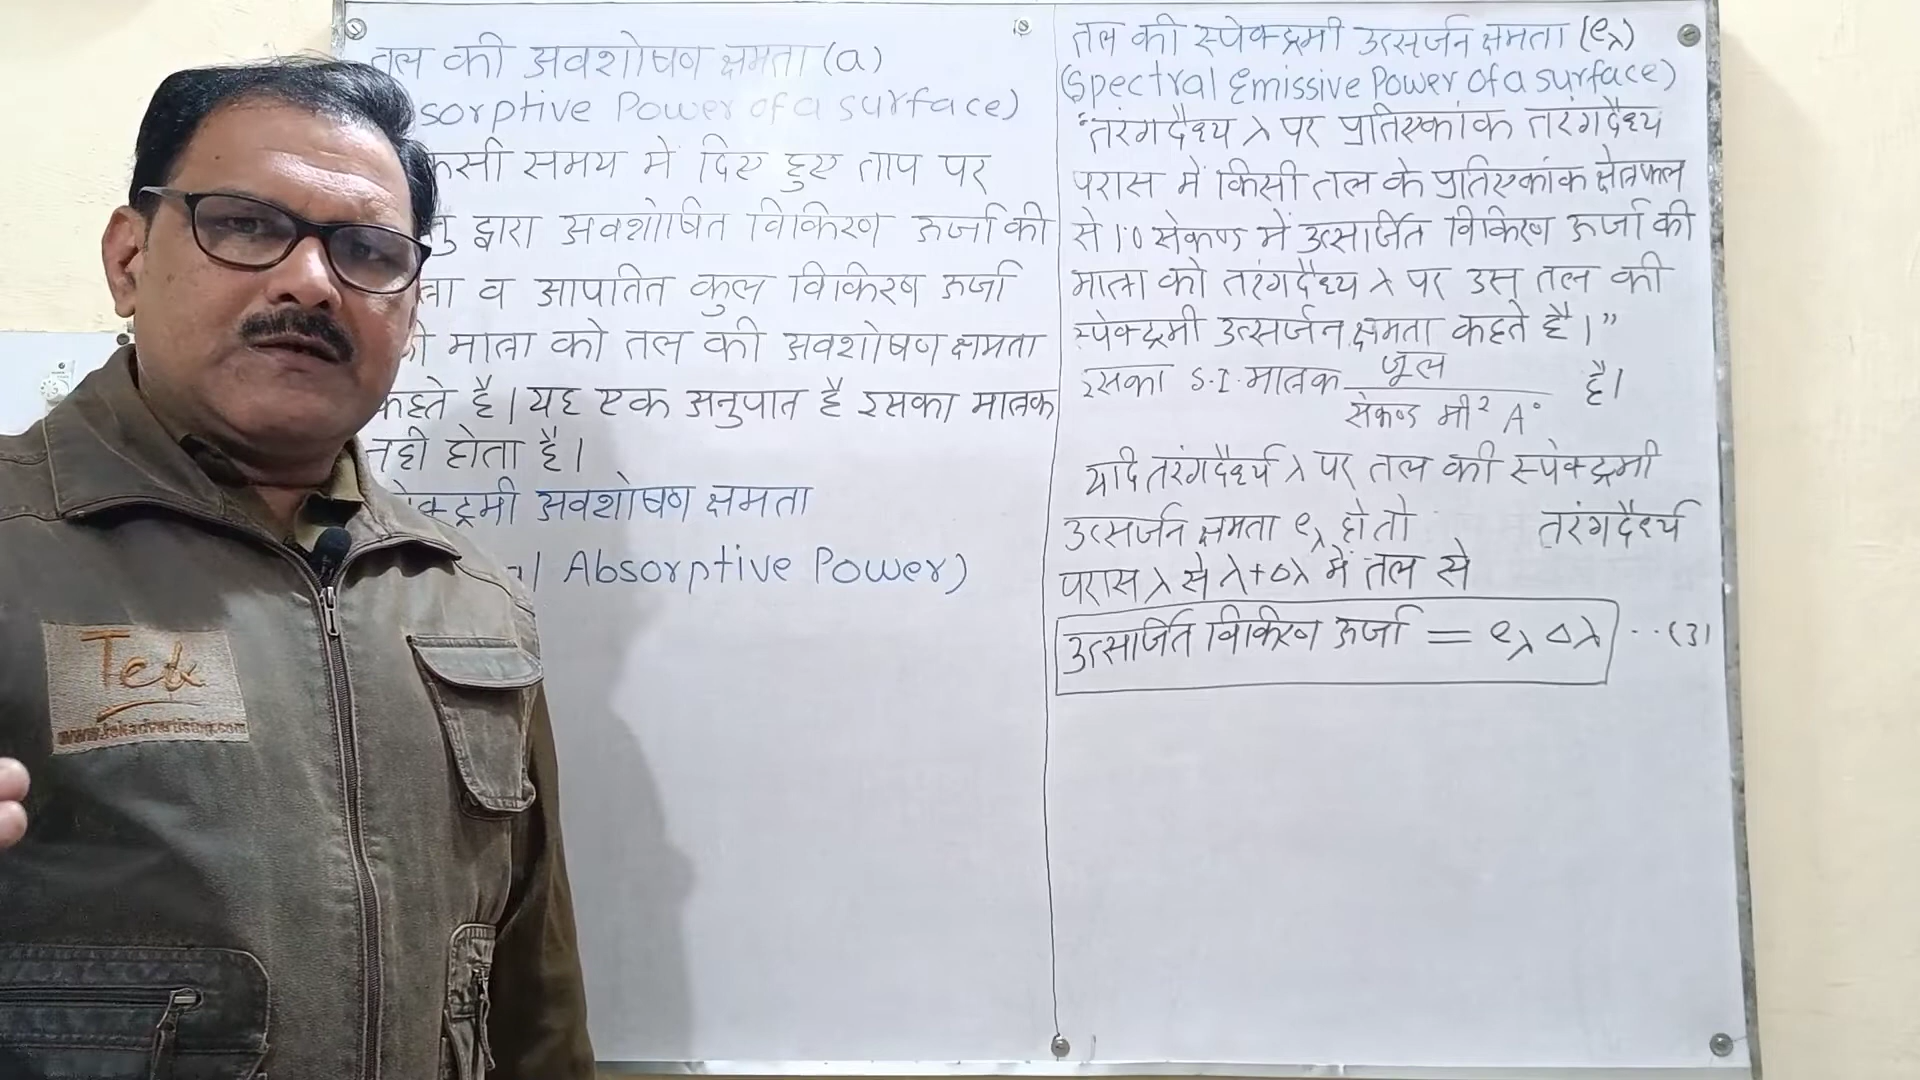 तल की अवशोषण क्षमता (a)
sorptive Power of a surface)
सी समय में दिए हुए ताप पर
द्वारा अवशोषित विकिरण ऊर्जा की
व आपतित कुल विकिरण ऊर्जा
मात्रा को तल की अवशोषण क्षमता
कहते है। यह एक अनुपात है इसका मात्रक
नही होता है।
स्पेक्ट्रमी अवशोषण क्षमता
l Absorptive Power)
तल की स्पेक्ट्रमी उत्सर्जन क्षमता (eλ)
(Spectral Emissive Power of a surface)
"तरंगदैध्य λ पर प्रतिएकांक तरंगदैध्य
परास में किसी तल के प्रतिएकांक क्षेत्रफल
से 1.0 सेकण्ड में उत्सर्जित विकिरण ऊर्जा की
मात्रा को तरंगदैध्य λ पर उस तल की
स्पेक्ट्रमी उत्सर्जन क्षमता कहते है।"
इसका S.I. मात्रक जूल / सेकण्ड मी² A° है।
यदि तरंगदैर्ध्य λ पर तल की स्पेक्ट्रमी
उत्सर्जन क्षमता eλ हो तो तरंगदैर्ध्य
परास λ से λ+Δλ में तल से
उत्सर्जित विकिरण ऊर्जा = eλ Δλ ...(3)
Tek
www.tekadvertising.com